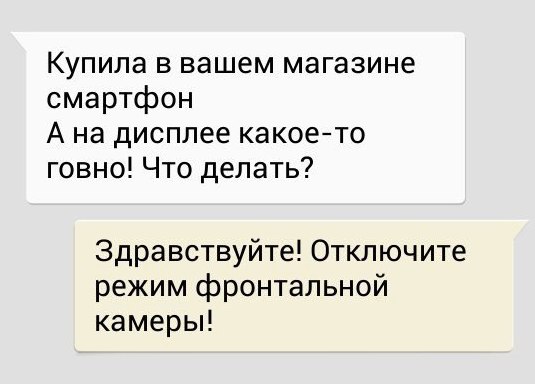 Купила в вашем магазине
смартфон
А на дисплее какое-то
говно! Что делать?
Здравствуйте! Отключите
режим фронтальной
камеры!